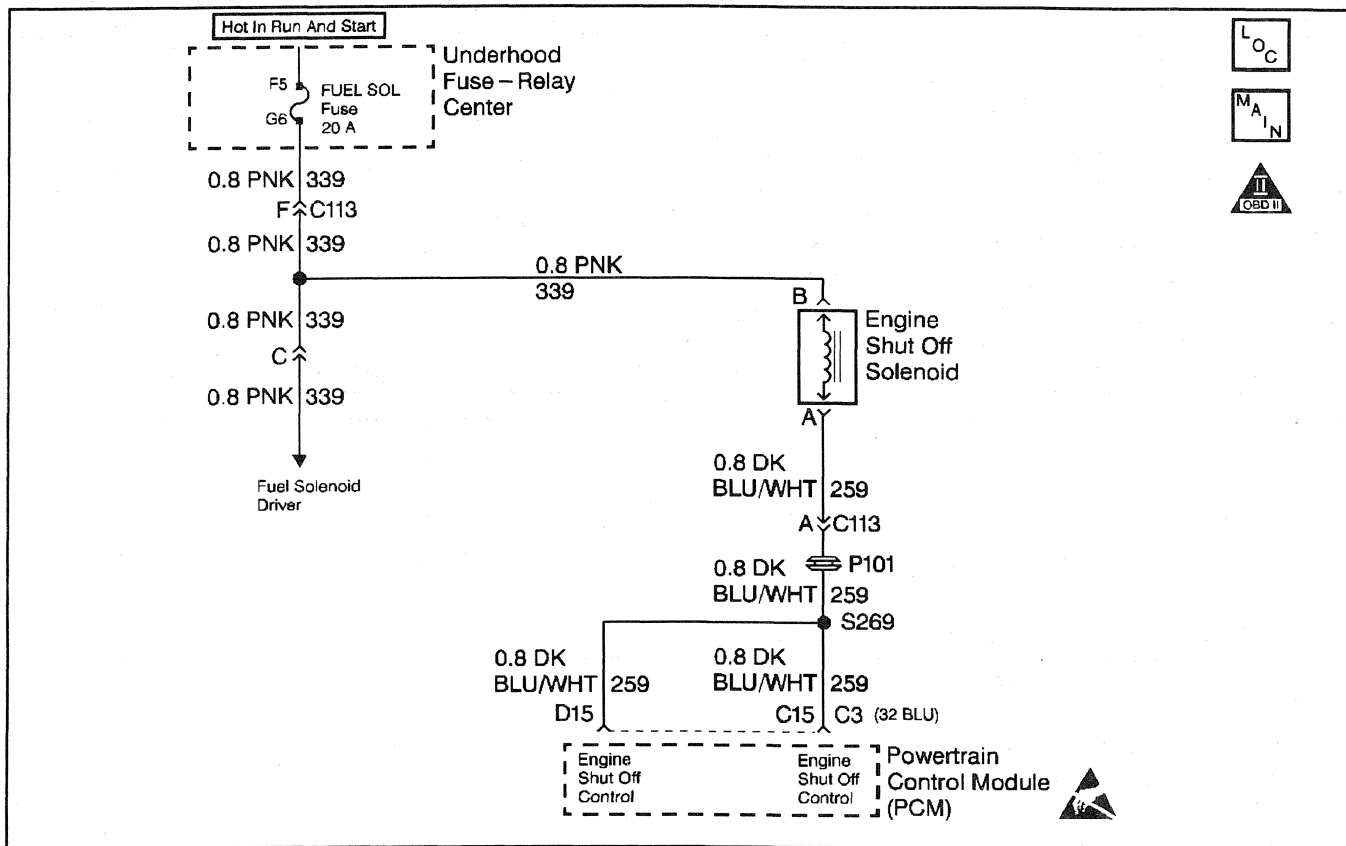 Hot In Run And Start
Underhood
Fuse – Relay
Center
F5
FUEL SOL
Fuse
20 A
G6
0.8 PNK 339
F C113
0.8 PNK 339
0.8 PNK
339
0.8 PNK 339
C
0.8 PNK 339
Fuel Solenoid
Driver
B
Engine
Shut Off
Solenoid
A
0.8 DK
BLU/WHT 259
A C113
P101
0.8 DK
BLU/WHT 259
S269
0.8 DK
BLU/WHT 259
0.8 DK
BLU/WHT 259
D15
C15 C3 (32 BLU)
Engine
Shut Off
Control
Engine
Shut Off
Control
Powertrain
Control Module
(PCM)
LOC
MAIN
II
OBD II